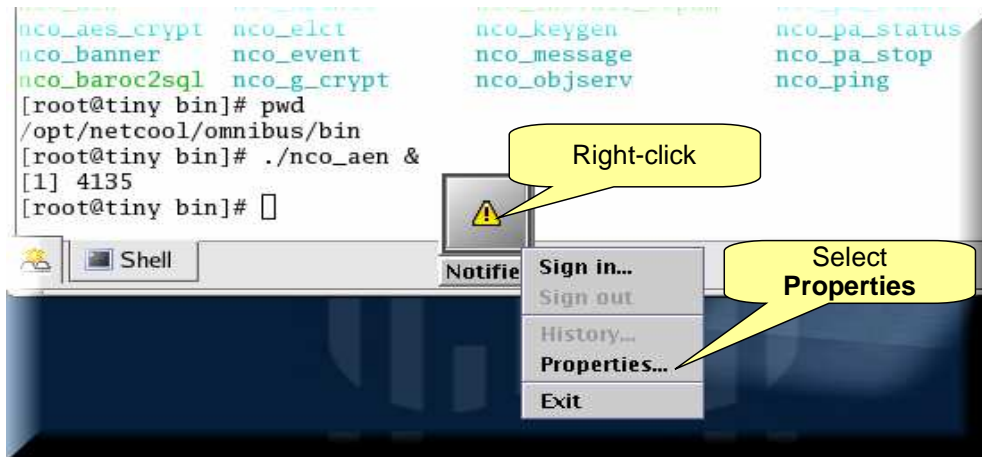 nco_aes_crypt nco_elct nco_keygen nco_pa_status
nco_banner nco_event nco_message nco_pa_stop
nco_baroc2sql nco_g_crypt nco_objserv nco_ping
[root@tiny bin]# pwd
/opt/netcool/omnibus/bin
[root@tiny bin]# ./nco_aen &
[1] 4135
[root@tiny bin]#
Right-click
Shell
Notifie
Sign in...
Sign out
History...
Properties...
Exit
Select
Properties